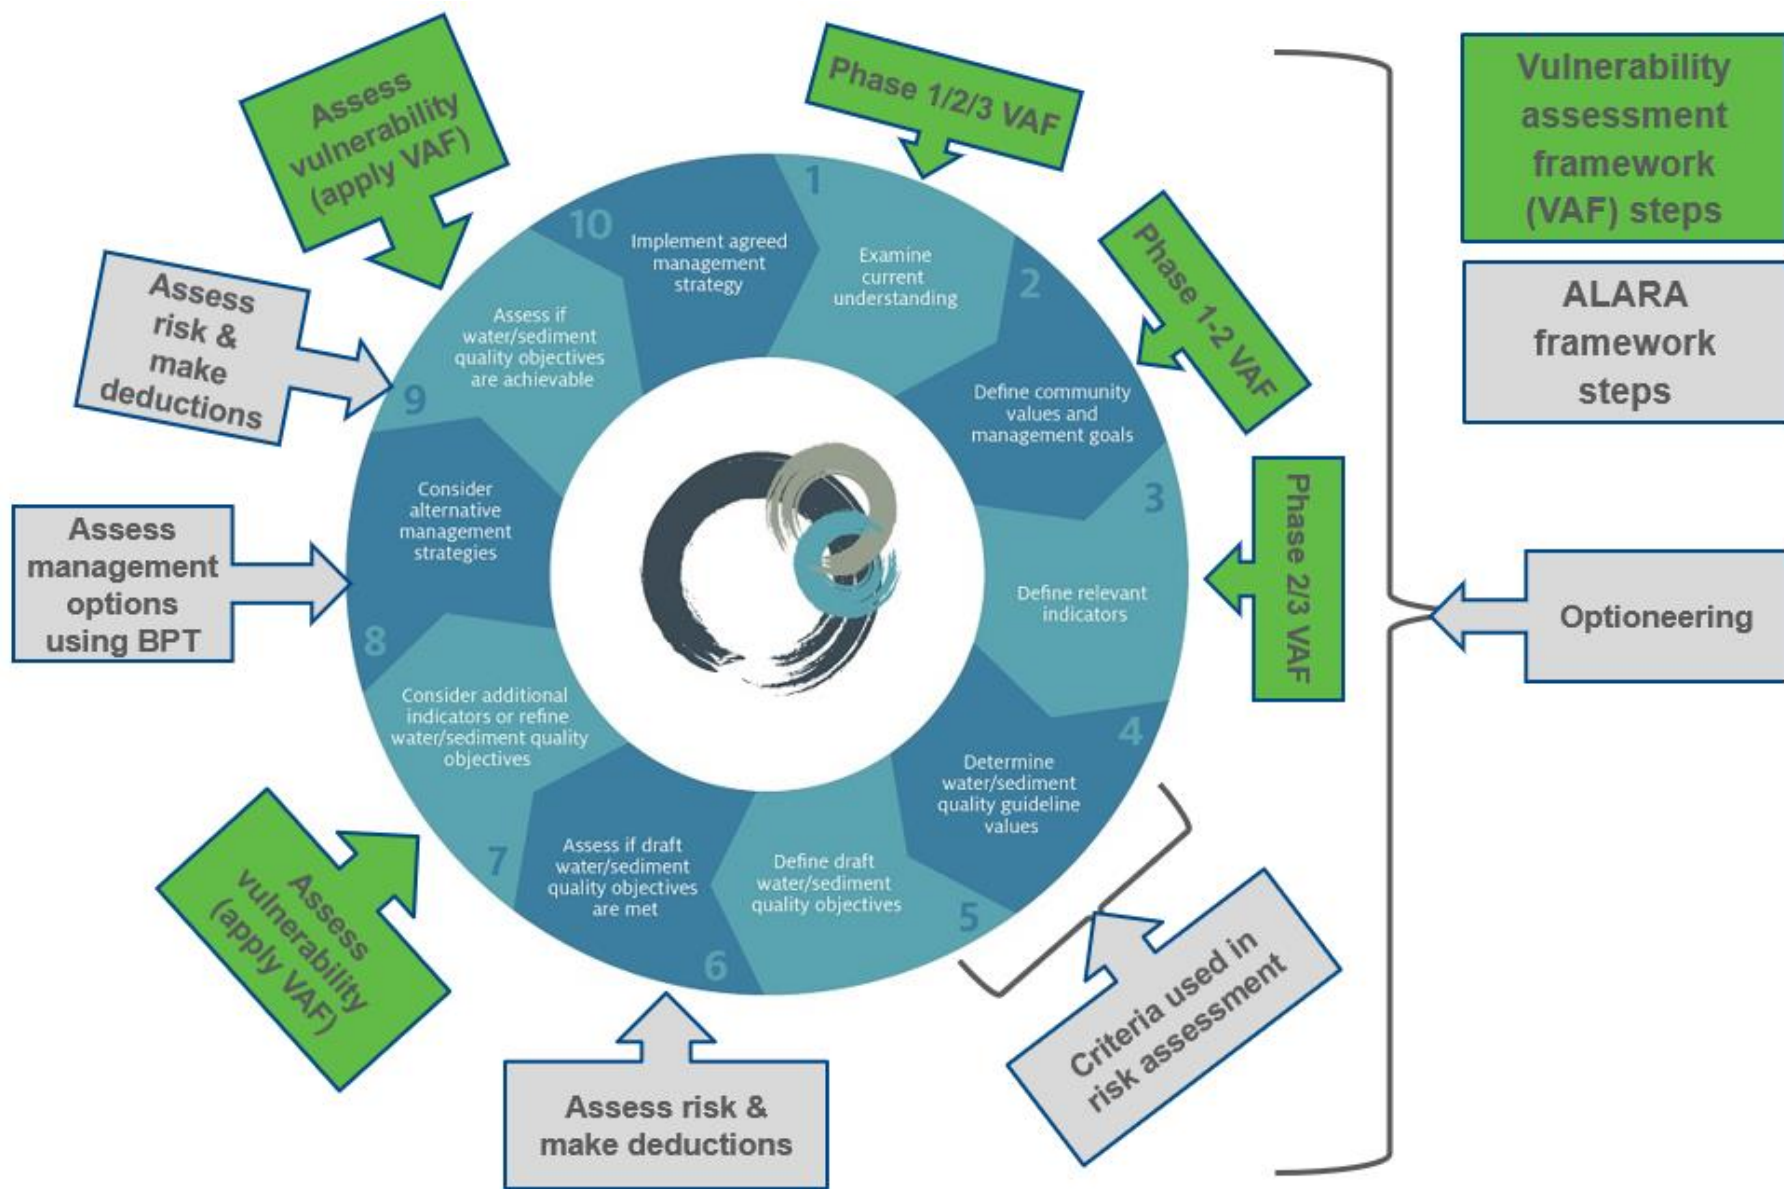 Assess
vulnerability
(apply VAF)
Phase 1/2/3 VAF
Vulnerability
assessment
framework
(VAF) steps
ALARA
framework
steps
Phase 1-2 VAF
Phase 2/3 VAF
Optioneering
Criteria used in
risk assessment
Assess risk &
make deductions
Assess
vulnerability
(apply VAF)
Assess
management
options
using BPT
Assess
risk &
make
deductions
1
Examine
current
understanding
2
Define community
values and
management goals
3
Define relevant
indicators
4
Determine
water/sediment
quality guideline
values
5
Define draft
water/sediment
quality objectives
6
Assess if draft
water/sediment
quality objectives
are met
7
Consider additional
indicators or refine
water/sediment quality
objectives
8
Consider
alternative
management
strategies
9
Assess if
water/sediment
quality objectives
are achievable
10
Implement agreed
management
strategy